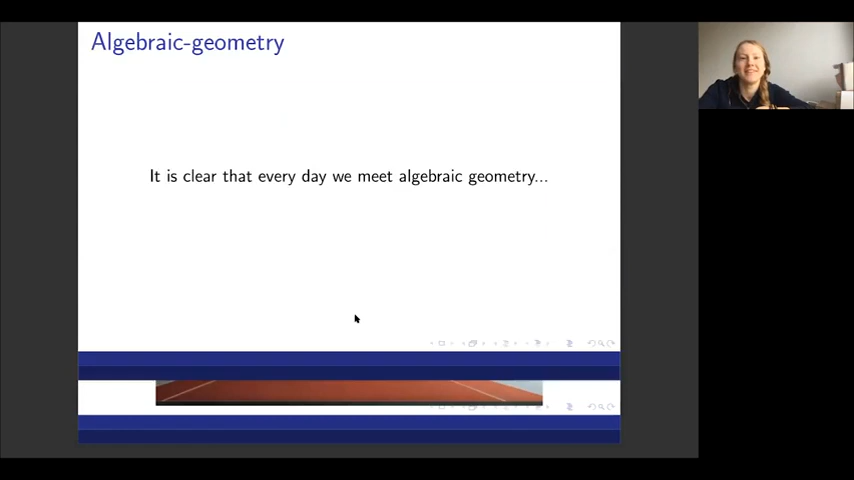 Algebraic-geometry
It is clear that every day we meet algebraic geometry...